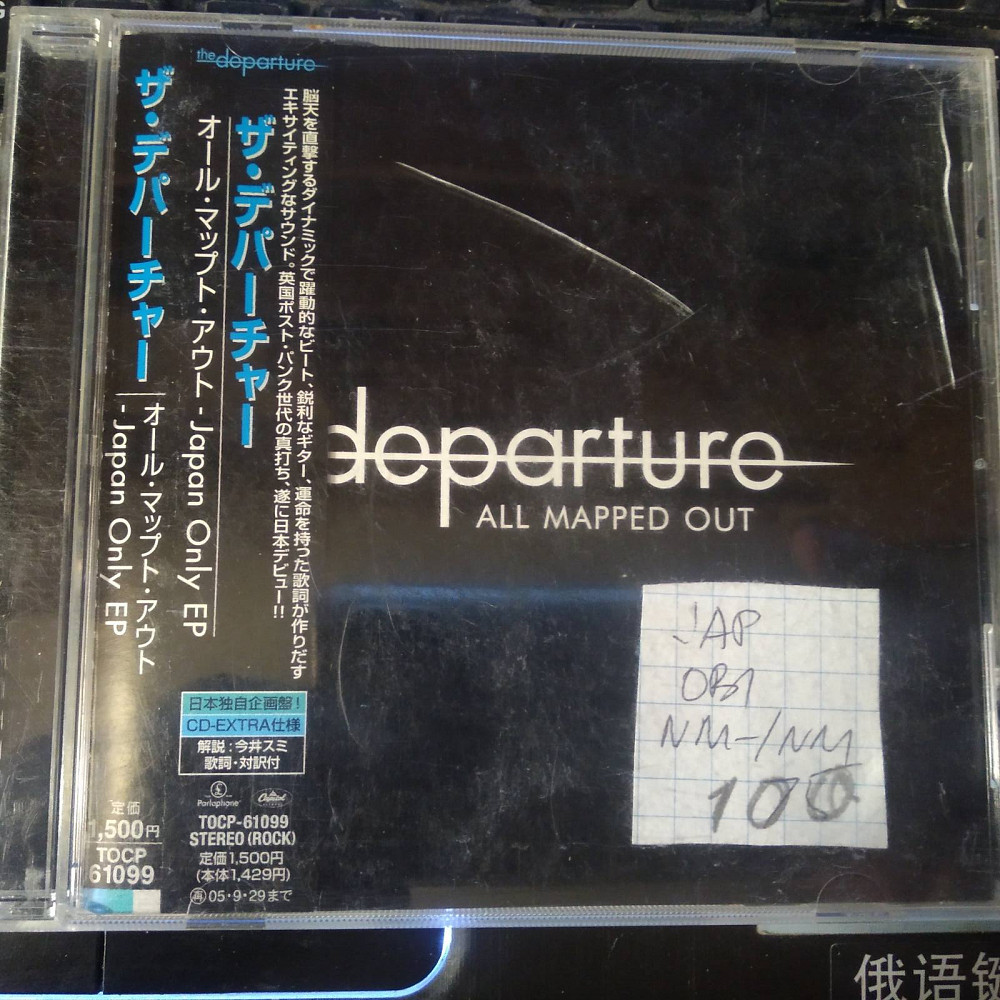 ザ・デパーチャー
オール・マップト・アウト
- Japan Only EP
定価
1,500円
TOCP
61099
the departure
脳天を直撃するダイナミックで躍動的なビート、鋭利なギター、運命を持った歌詞が作りだす
エキサイティングなサウンド。英国ポスト・パンク世代の真打ち、遂に日本デビュー!!
ザ・デパーチャー
オール・マップト・アウト - Japan Only EP
日本独自企画盤!
CD-EXTRA仕様
解説:今井スミ
歌詞・対訳付
Parlophone
Capitol
TOCP-61099
STEREO (ROCK)
定価1,500円
(本体1,429円)
再 05・9・29まで
departure
ALL MAPPED OUT
JAP
OBI
NM-/NM
100
俄语键